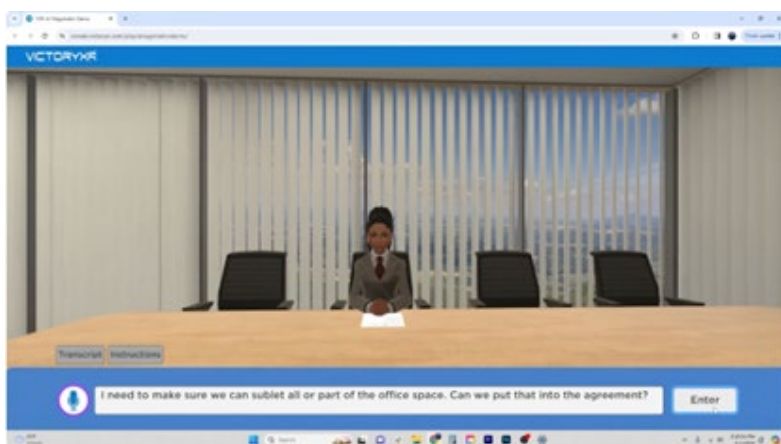 VICTORYXR
Transcript Instructions
I need to make sure we can sublet all or part of the office space. Can we put that into the agreement?
Enter
Search